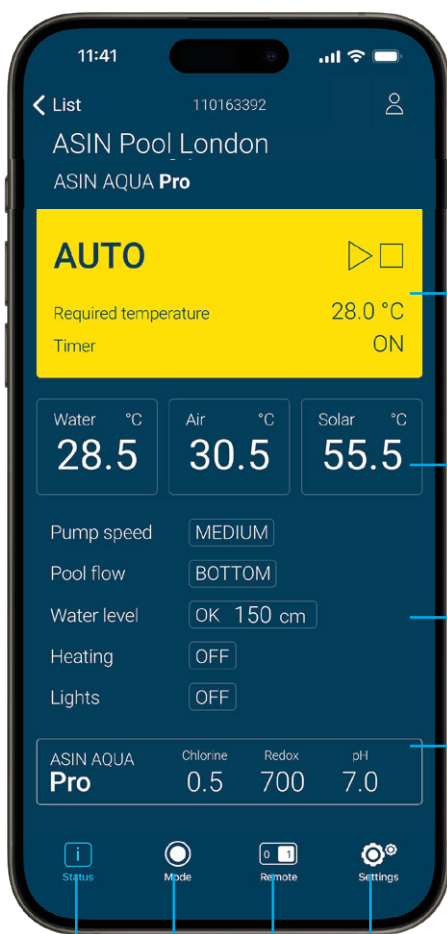 11:41
List 110163392
ASIN Pool London
ASIN AQUA Pro
AUTO
Required temperature 28.0 °C
Timer ON
Water °C Air °C Solar °C
28.5 30.5 55.5
Pump speed MEDIUM
Pool flow BOTTOM
Water level OK 150 cm
Heating OFF
Lights OFF
ASIN AQUA Chlorine Redox pH
Pro 0.5 700 7.0
i 0 1
Status Mode Remote Settings